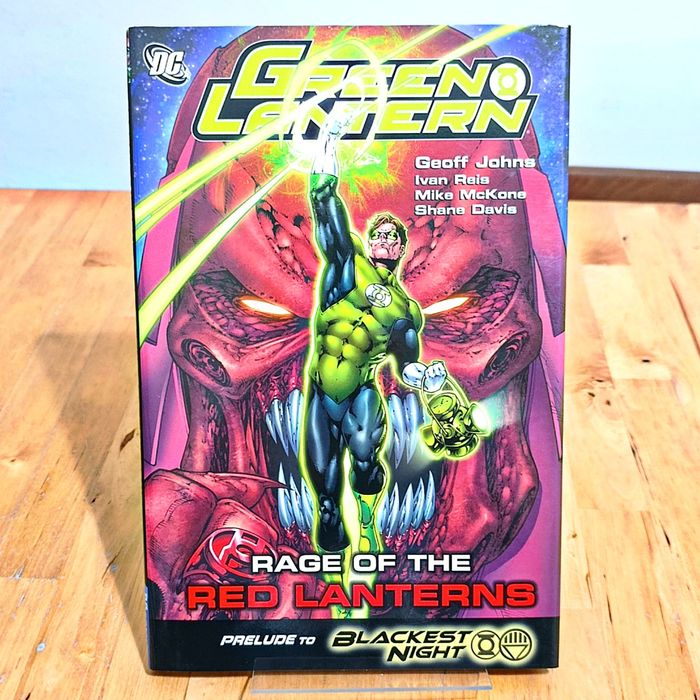 DC
GREEN
LANTERN
Geoff Johns
Ivan Reis
Mike McKone
Shane Davis
RAGE OF THE
RED LANTERNS
PRELUDE TO
BLACKEST
NIGHT